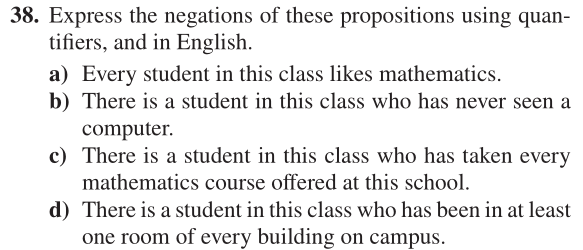 38. Express the negations of these propositions using quan-
tifiers, and in English.
a) Every student in this class likes mathematics.
b) There is a student in this class who has never seen a
computer.
c) There is a student in this class who has taken every
mathematics course offered at this school.
d) There is a student in this class who has been in at least
one room of every building on campus.